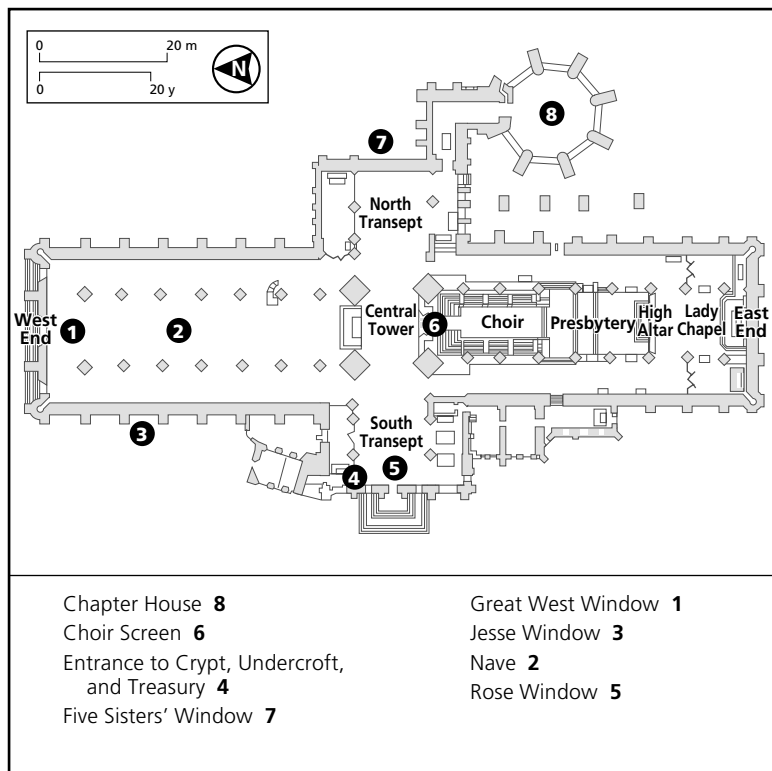 0 20 m
0 20 y
N
8
7
North
Transept
West
End
1
2
Central
Tower
6
Choir
Presbytery
High
Altar
Lady
Chapel
East
End
3
South
Transept
4
5
Chapter House 8
Choir Screen 6
Entrance to Crypt, Undercroft,
and Treasury 4
Five Sisters’ Window 7
Great West Window 1
Jesse Window 3
Nave 2
Rose Window 5